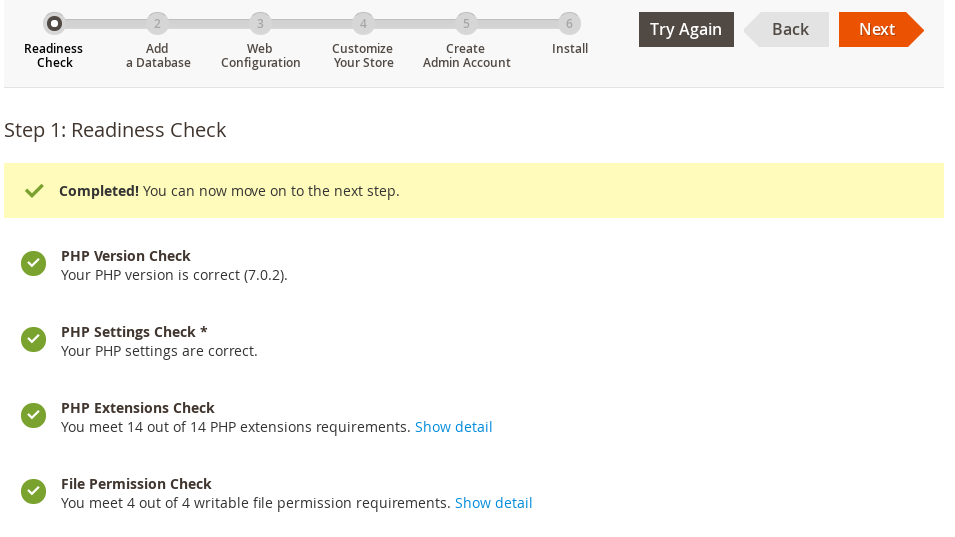 2 3 4 5 6
Readiness Check
Add a Database
Web Configuration
Customize Your Store
Create Admin Account
Install
Try Again
Back
Next
Step 1: Readiness Check
Completed! You can now move on to the next step.
PHP Version Check
Your PHP version is correct (7.0.2).
PHP Settings Check *
Your PHP settings are correct.
PHP Extensions Check
You meet 14 out of 14 PHP extensions requirements. Show detail
File Permission Check
You meet 4 out of 4 writable file permission requirements. Show detail